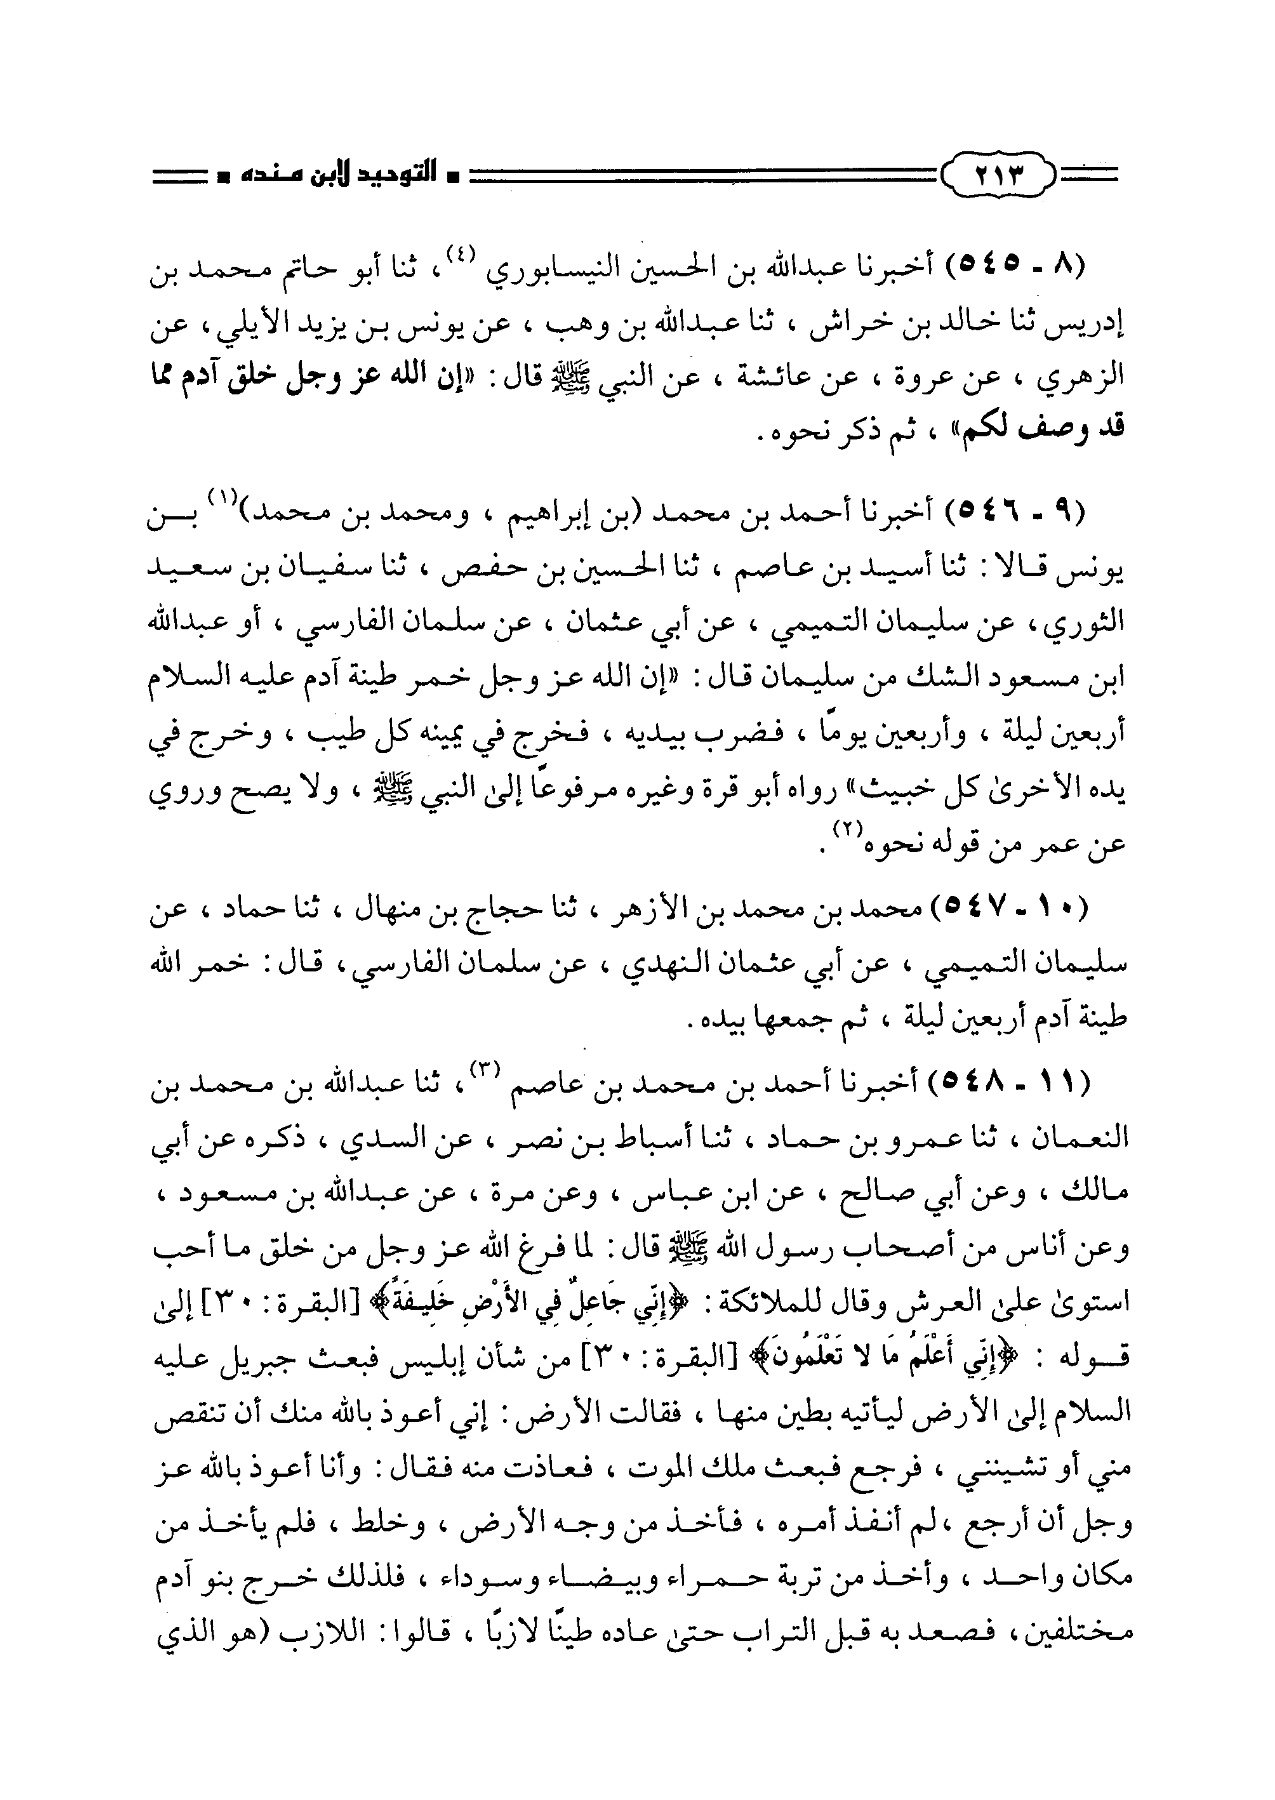 ٢١٣ ■ التوحيد لابن منده ■
(٨ - ٥٤٥) أخبرنا عبدالله بن الحسين النيسابوري (٤)، ثنا أبو حاتم محمد بن
إدريس ثنا خالد بن خراش ، ثنا عبدالله بن وهب ، عن يونس بن يزيد الأيلي، عن
الزهري ، عن عروة ، عن عائشة ، عن النبي ﷺ قال: «إن الله عز وجل خلق آدم مما
قد وصف لكم» ، ثم ذكر نحوه.
(٩ - ٥٤٦) أخبرنا أحمد بن محمد (بن إبراهيم ، ومحمد بن محمد)(١) بن
يونس قالا: ثنا أسيد بن عاصم ، ثنا الحسين بن حفص ، ثنا سفيان بن سعيد
الثوري، عن سليمان التميمي ، عن أبي عثمان ، عن سلمان الفارسي ، أو عبدالله
ابن مسعود الشك من سليمان قال: «إن الله عز وجل خمر طينة آدم عليه السلام
أربعين ليلة ، وأربعين يومًا ، فضرب بيديه ، فخرج في يمينه كل طيب ، وخرج في
يده الأخرىٰ كل خبيث» رواه أبو قرة وغيره مرفوعًا إلىٰ النبي ﷺ ، ولا يصح وروي
عن عمر من قوله نحوه(٢).
(١٠ - ٥٤٧) محمد بن محمد بن الأزهر ، ثنا حجاج بن منهال ، ثنا حماد ، عن
سليمان التميمي ، عن أبي عثمان النهدي ، عن سلمان الفارسي، قال: خمر الله
طينة آدم أربعين ليلة ، ثم جمعها بيده.
(١١ - ٥٤٨) أخبرنا أحمد بن محمد بن عاصم (٣)، ثنا عبدالله بن محمد بن
النعمان ، ثنا عمرو بن حماد ، ثنا أسباط بن نصر ، عن السدي ، ذكره عن أبي
مالك ، وعن أبي صالح ، عن ابن عباس ، وعن مرة ، عن عبدالله بن مسعود ،
وعن أناس من أصحاب رسول الله ﷺ قال: لما فرغ الله عز وجل من خلق ما أحب
استوىٰ علىٰ العرش وقال للملائكة: ﴿إِنِّي جَاعِلٌ فِي الأَرْضِ خَلِيفَةً﴾ [البقرة: ٣٠] إلىٰ
قوله : ﴿إِنِّي أَعْلَمُ مَا لا تَعْلَمُونَ﴾ [البقرة: ٣٠] من شأن إبليس فبعث جبريل عليه
السلام إلىٰ الأرض ليأتيه بطين منها ، فقالت الأرض: إني أعوذ بالله منك أن تنقص
مني أو تشينني ، فرجع فبعث ملك الموت ، فعاذت منه فقال: وأنا أعوذ بالله عز
وجل أن أرجع ،لم أنفذ أمره ، فأخذ من وجه الأرض ، وخلط ، فلم يأخذ من
مكان واحد ، وأخذ من تربة حمراء وبيضاء وسوداء ، فلذلك خرج بنو آدم
مختلفين، فصعد به قبل التراب حتىٰ عاده طينًا لازبًا ، قالوا: اللازب (هو الذي